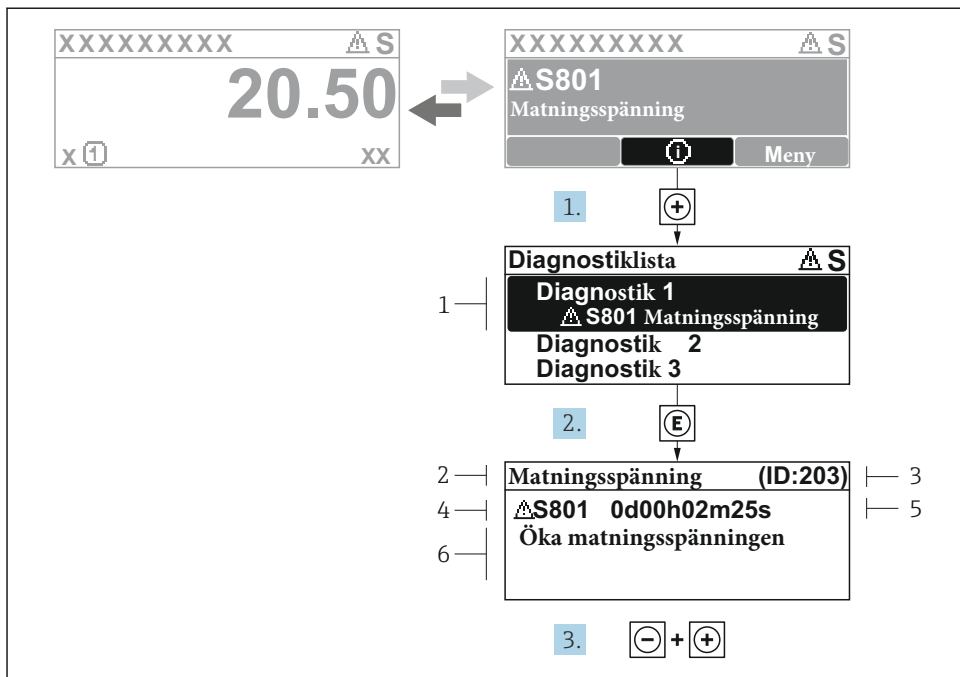 XXXXXXXXX ⚠ S
20.50
x ① xx
XXXXXXXXX ⚠ S
⚠ S801
Matningsspänning
ⓘ Meny
1. ⊕
Diagnostiklista ⚠ S
1
Diagnostik 1
⚠ S801 Matningsspänning
Diagnostik 2
Diagnostik 3
2. Ⓔ
2 Matningsspänning (ID:203) 3
4 ⚠S801 0d00h02m25s 5
6 Öka matningsspänningen
3. ⊖ + ⊕